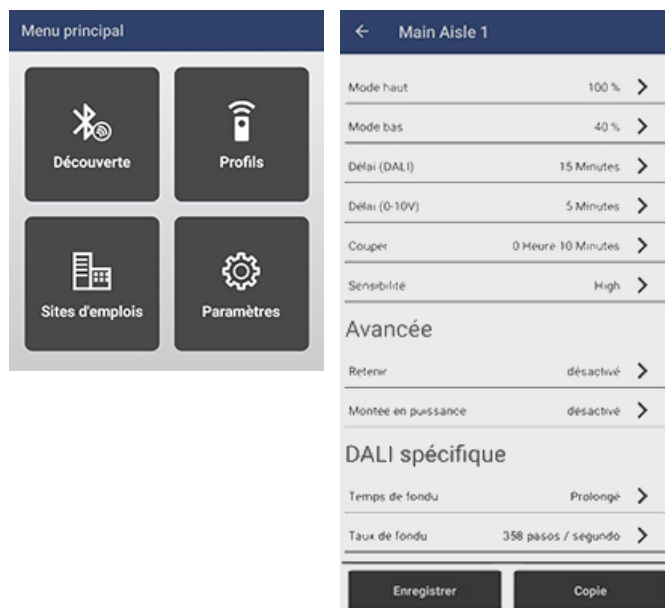 Menu principal
Découverte
Profils
Sites d'emplois
Paramètres
Main Aisle 1
Mode haut 100 %
Mode bas 40 %
Délai (DALI) 15 Minutes
Délai (0-10V) 5 Minutes
Couper 0 Heure 10 Minutes
Sensibilité High
Avancée
Retenir désactivé
Montée en puissance désactivé
DALI spécifique
Temps de fondu Prolongé
Taux de fondu 358 pasos / segundo
Enregistrer
Copie